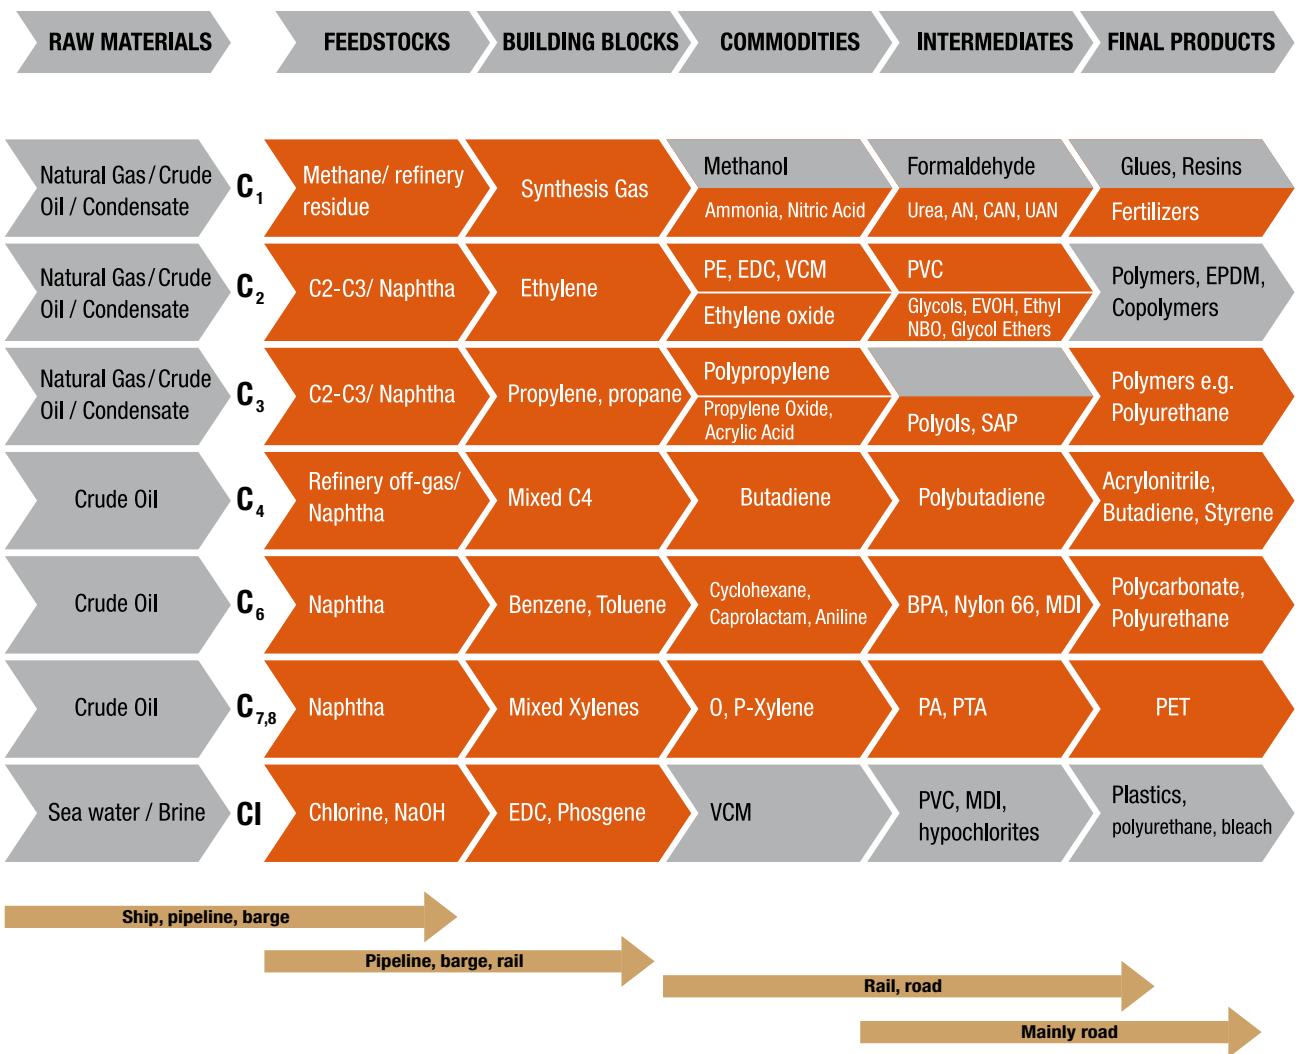 RAW MATERIALS
FEEDSTOCKS
BUILDING BLOCKS
COMMODITIES
INTERMEDIATES
FINAL PRODUCTS
Natural Gas / Crude
Oil / Condensate
C1
Methane/ refinery
residue
Synthesis Gas
Methanol
Ammonia, Nitric Acid
Formaldehyde
Urea, AN, CAN, UAN
Glues, Resins
Fertilizers
Natural Gas / Crude
Oil / Condensate
C2
C2-C3/ Naphtha
Ethylene
PE, EDC, VCM
Ethylene oxide
PVC
Glycols, EVOH, Ethyl
NBO, Glycol Ethers
Polymers, EPDM,
Copolymers
Natural Gas / Crude
Oil / Condensate
C3
C2-C3/ Naphtha
Propylene, propane
Polypropylene
Propylene Oxide,
Acrylic Acid
Polyols, SAP
Polymers e.g.
Polyurethane
Crude Oil
C4
Refinery off-gas/
Naphtha
Mixed C4
Butadiene
Polybutadiene
Acrylonitrile,
Butadiene, Styrene
Crude Oil
C6
Naphtha
Benzene, Toluene
Cyclohexane,
Caprolactam, Aniline
BPA, Nylon 66, MDI
Polycarbonate,
Polyurethane
Crude Oil
C7,8
Naphtha
Mixed Xylenes
O, P-Xylene
PA, PTA
PET
Sea water / Brine
Cl
Chlorine, NaOH
EDC, Phosgene
VCM
PVC, MDI,
hypochlorites
Plastics,
polyurethane, bleach
Ship, pipeline, barge
Pipeline, barge, rail
Rail, road
Mainly road